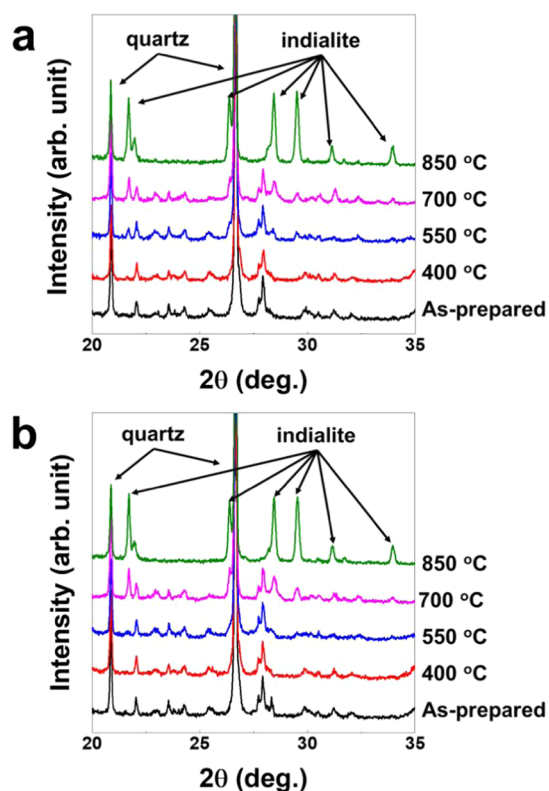 a
quartz
indialite
Intensity (arb. unit)
850 °C
700 °C
550 °C
400 °C
As-prepared
20 25 30 35
2θ (deg.)
b
quartz
indialite
Intensity (arb. unit)
850 °C
700 °C
550 °C
400 °C
As-prepared
20 25 30 35
2θ (deg.)